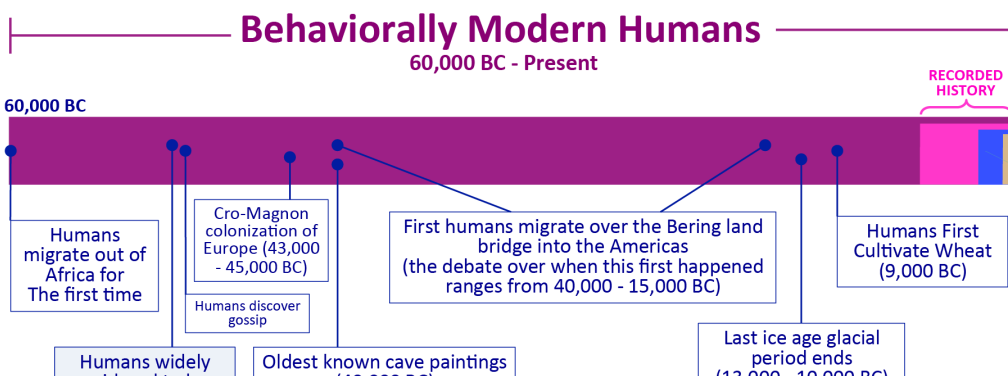 Behaviorally Modern Humans
60,000 BC - Present
RECORDED
HISTORY
60,000 BC
Humans
migrate out of
Africa for
The first time
Cro-Magnon
colonization of
Europe (43,000
- 45,000 BC)
Humans discover
gossip
First humans migrate over the Bering land
bridge into the Americas
(the debate over when this first happened
ranges from 40,000 - 15,000 BC)
Humans First
Cultivate Wheat
(9,000 BC)
Humans widely
Oldest known cave paintings
Last ice age glacial
period ends